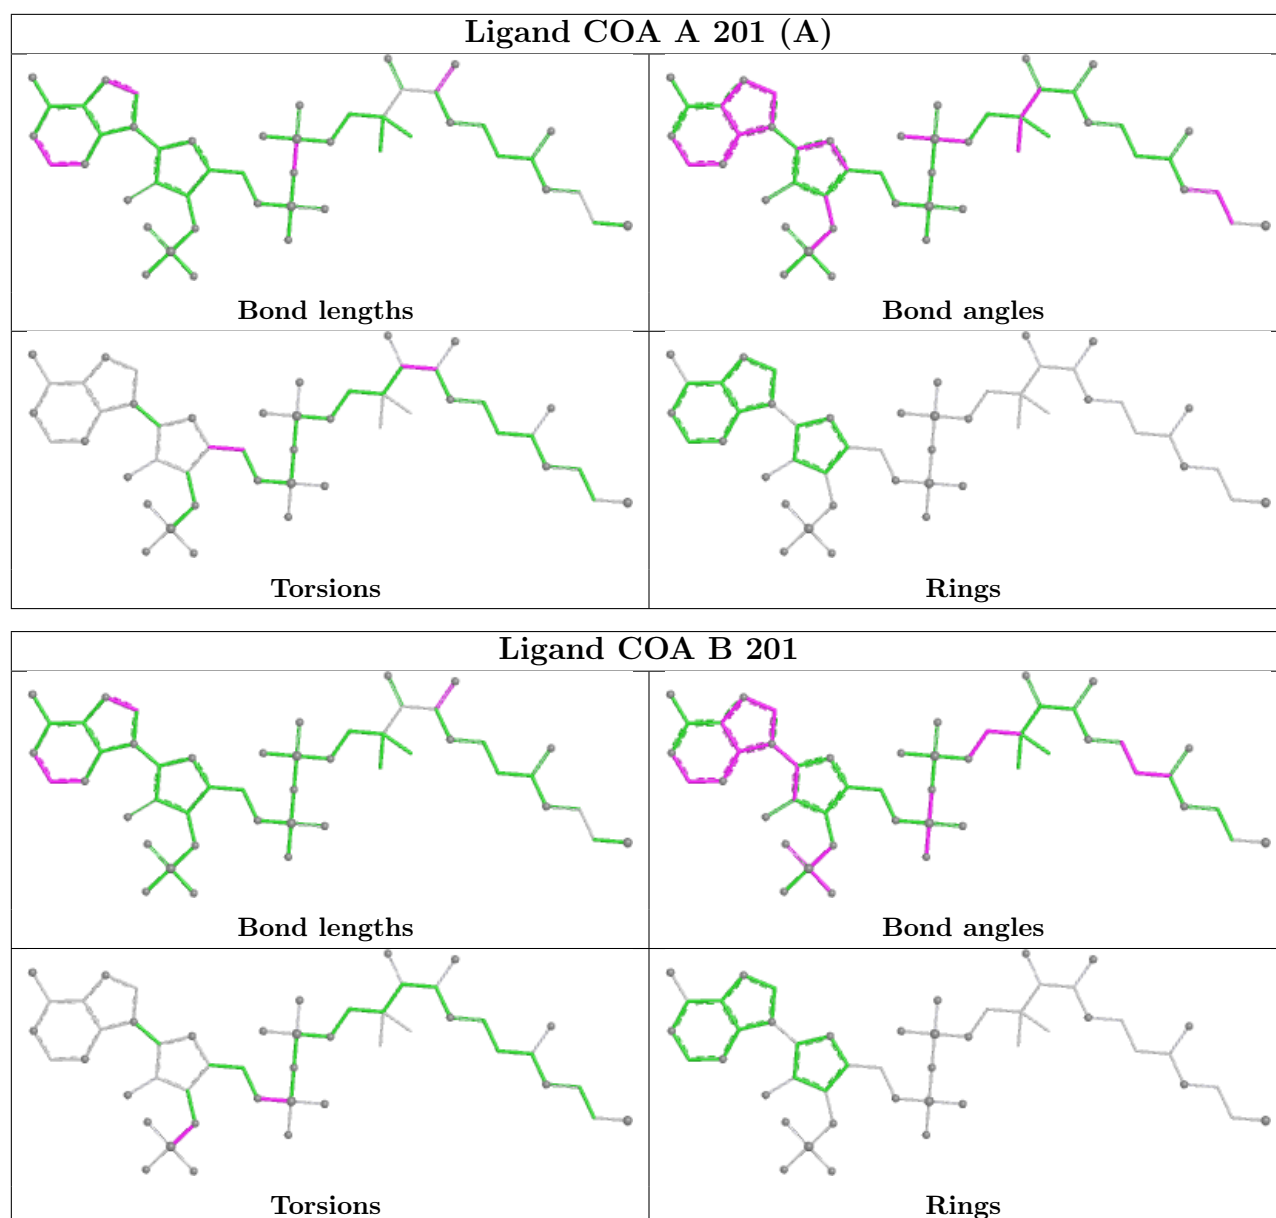 Ligand COA A 201 (A)
Bond lengths
Bond angles
Torsions
Rings
Ligand COA B 201
Bond lengths
Bond angles
Torsions
Rings